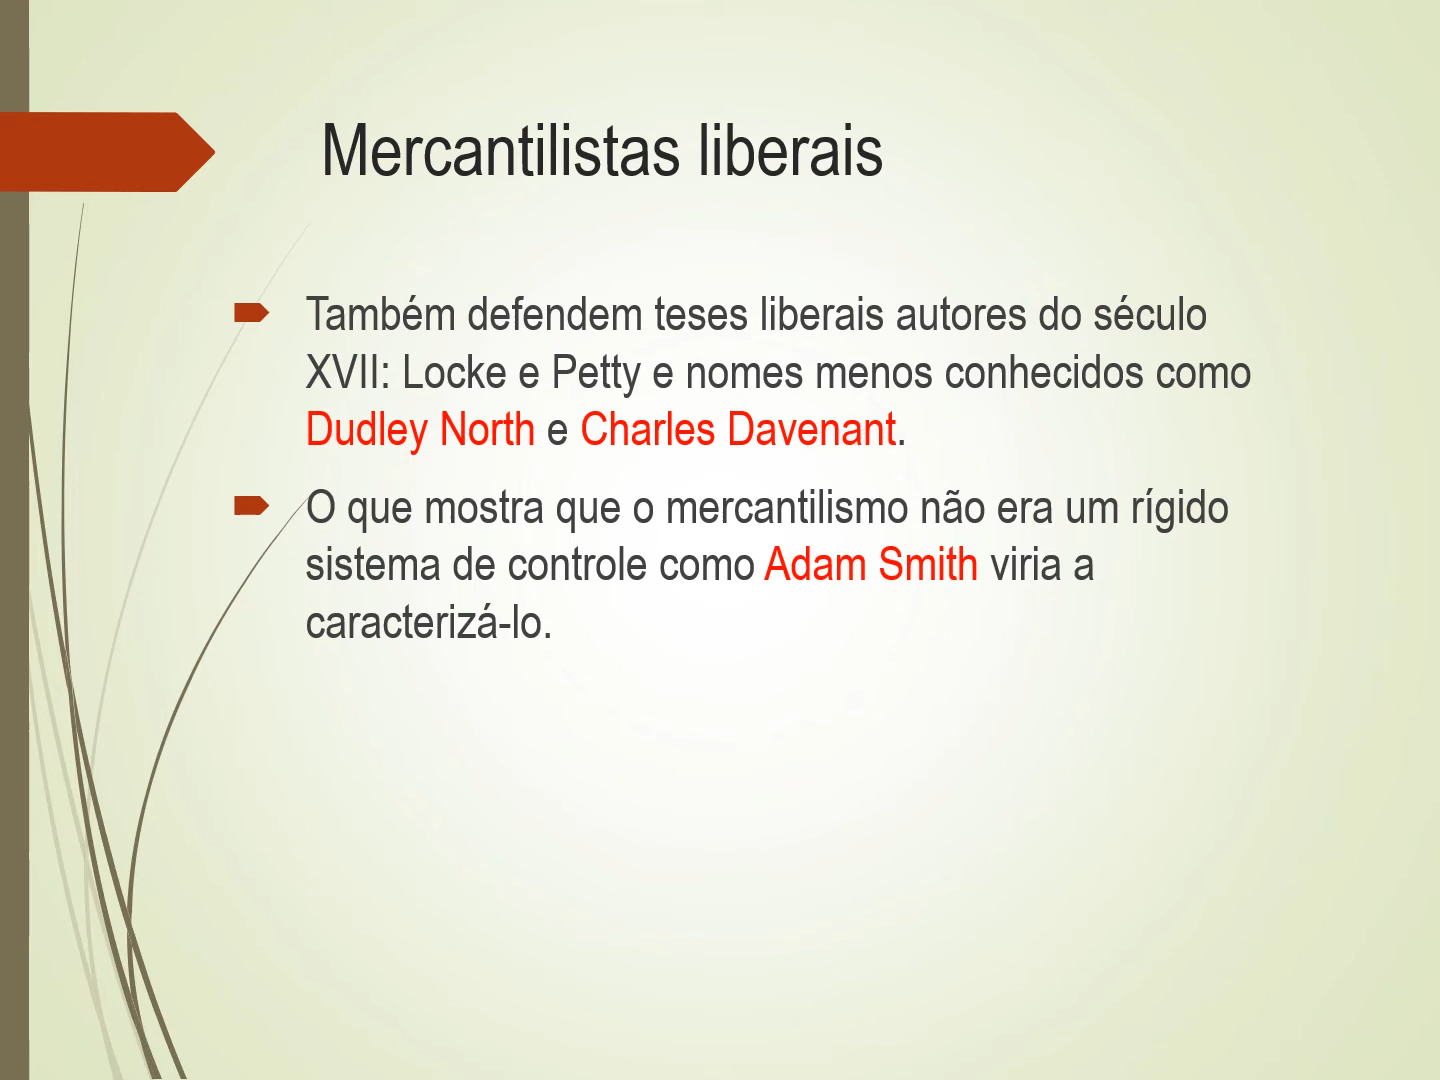 Mercantilistas liberais
Também defendem teses liberais autores do século
XVII: Locke e Petty e nomes menos conhecidos como
Dudley North e Charles Davenant.
O que mostra que o mercantilismo não era um rígido
sistema de controle como Adam Smith viria a
caracterizá-lo.